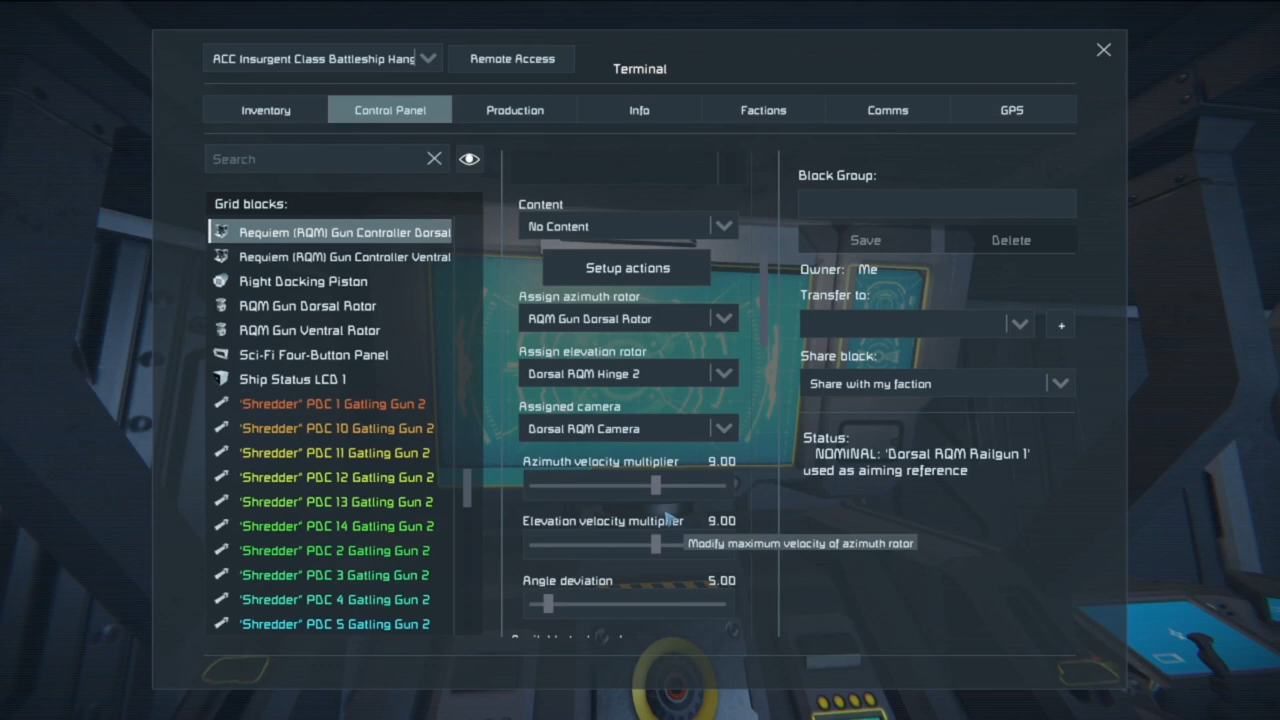 ACC Insurgent Class Battleship Hang
Remote Access
Terminal
Inventory
Control Panel
Production
Info
Factions
Comms
GPS
Search
Grid blocks:
Requiem (RQM) Gun Controller Dorsal
Requiem (RQM) Gun Controller Ventral
Right Docking Piston
RQM Gun Dorsal Rotor
RQM Gun Ventral Rotor
Sci-Fi Four-Button Panel
Ship Status LCD 1
'Shredder" PDC 1 Gatling Gun 2
'Shredder" PDC 10 Gatling Gun 2
'Shredder" PDC 11 Gatling Gun 2
'Shredder" PDC 12 Gatling Gun 2
'Shredder" PDC 13 Gatling Gun 2
'Shredder" PDC 14 Gatling Gun 2
'Shredder" PDC 2 Gatling Gun 2
'Shredder" PDC 3 Gatling Gun 2
'Shredder" PDC 4 Gatling Gun 2
'Shredder" PDC 5 Gatling Gun 2
Content
No Content
Setup actions
Assign azimuth rotor
RQM Gun Dorsal Rotor
Assign elevation rotor
Dorsal RQM Hinge 2
Assigned camera
Dorsal RQM Camera
Azimuth velocity multiplier 9.00
Elevation velocity multiplier 9.00
Modify maximum velocity of azimuth rotor
Angle deviation 5.00
Block Group:
Save
Delete
Owner: Me
Transfer to:
+
Share block:
Share with my faction
Status:
NOMINAL: 'Dorsal RQM Railgun 1'
used as aiming reference